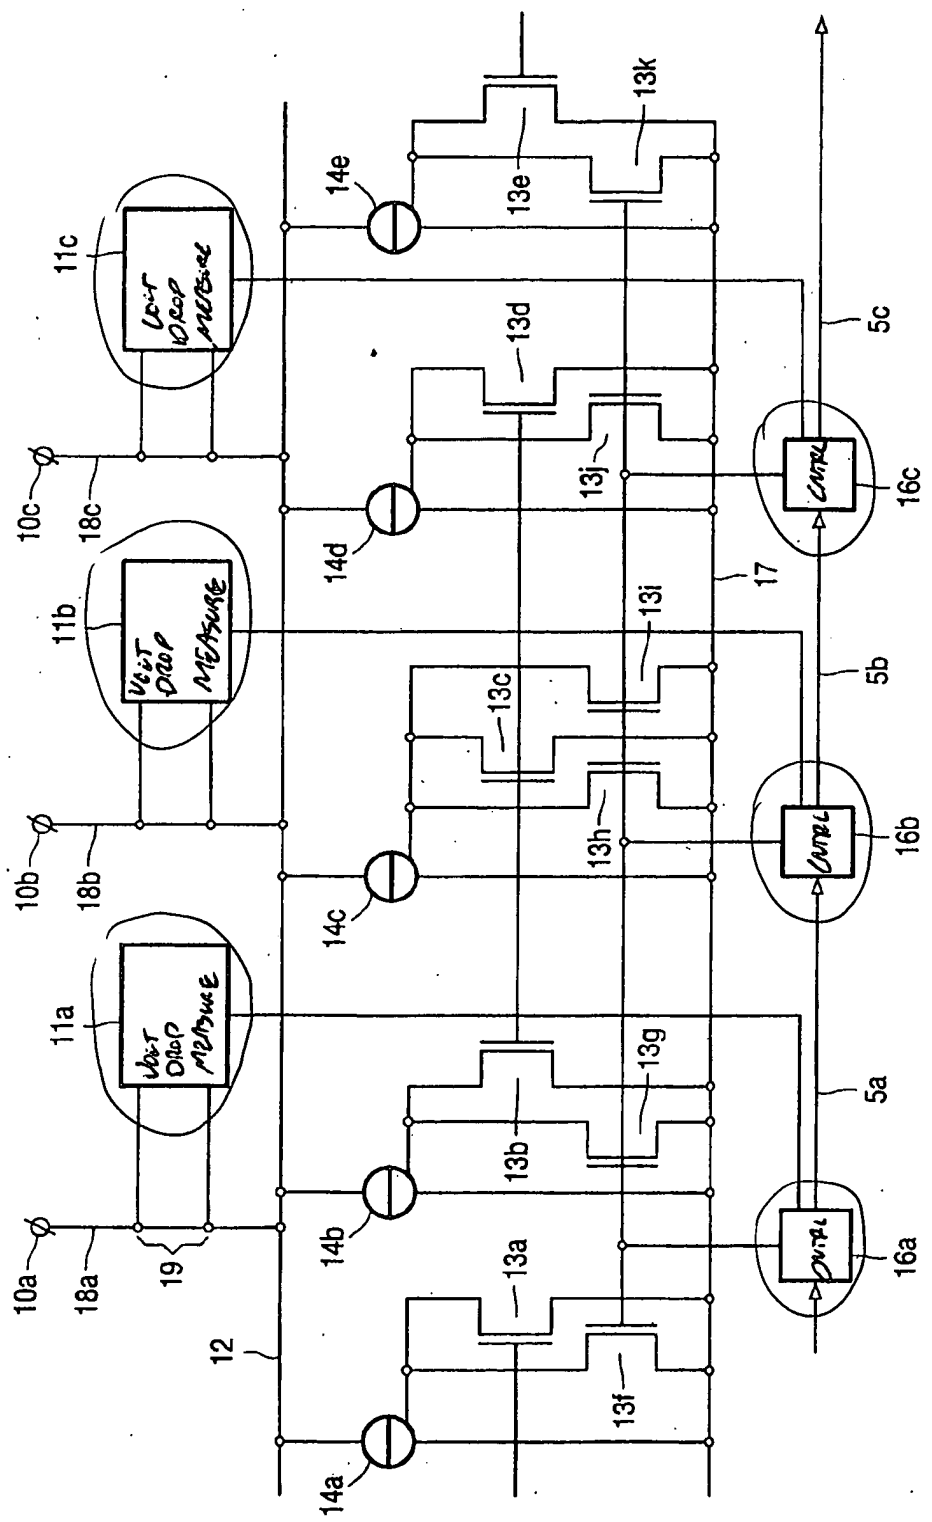 10a
18a
19
11a
VOLT
DROP
MEASURE
10b
18b
11b
VOLT
DROP
MEASURE
10c
18c
11c
VOLT
DROP
MEASURE
12
14a
14b
14c
14d
14e
13a
13b
13c
13d
13e
13f
13g
13h
13i
13j
13k
17
16a
CNTRL
5a
16b
CNTRL
5b
16c
CNTRL
5c